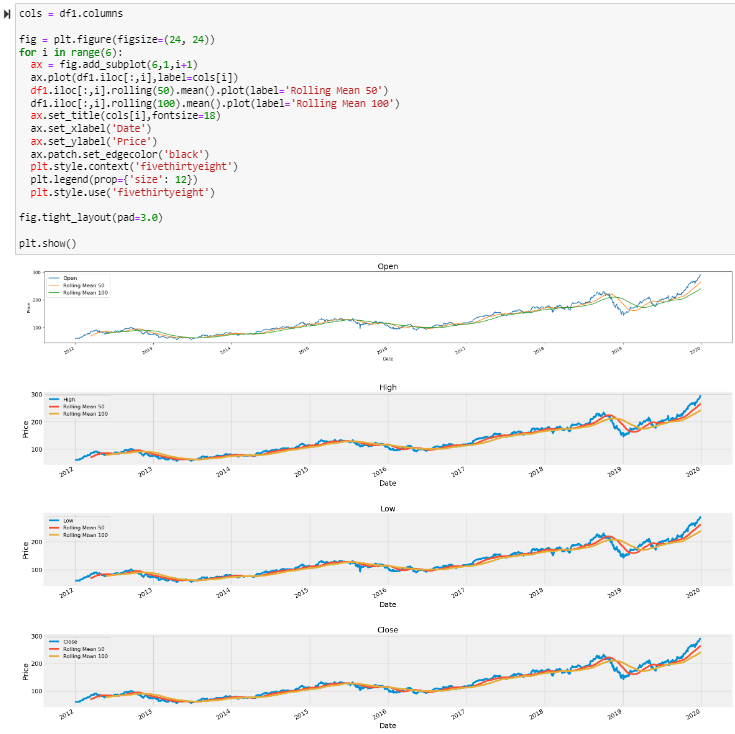 cols = df1.columns
fig = plt.figure(figsize=(24, 24))
for i in range(6):
ax = fig.add_subplot(6,1,i+1)
ax.plot(df1.iloc[:,i],label=cols[i])
df1.iloc[:,i].rolling(50).mean().plot(label='Rolling Mean 50')
df1.iloc[:,i].rolling(100).mean().plot(label='Rolling Mean 100')
ax.set_title(cols[i],fontsize=18)
ax.set_xlabel('Date')
ax.set_ylabel('Price')
ax.patch.set_edgecolor('black')
plt.style.context('fivethirtyeight')
plt.legend(prop={'size': 12})
plt.style.use('fivethirtyeight')
fig.tight_layout(pad=3.0)
plt.show()
Open
300
200
100
Price
Open
Rolling Mean 50
Rolling Mean 100
2012 2013 2014 2015 2016 2017 2018 2019 2020
Date
High
300
200
100
Price
High
Rolling Mean 50
Rolling Mean 100
2012 2013 2014 2015 2016 2017 2018 2019 2020
Date
Low
200
100
Price
Low
Rolling Mean 50
Rolling Mean 100
2012 2013 2014 2015 2016 2017 2018 2019 2020
Date
Close
300
200
100
Price
Close
Rolling Mean 50
Rolling Mean 100
2012 2013 2014 2015 2016 2017 2018 2019 2020
Date